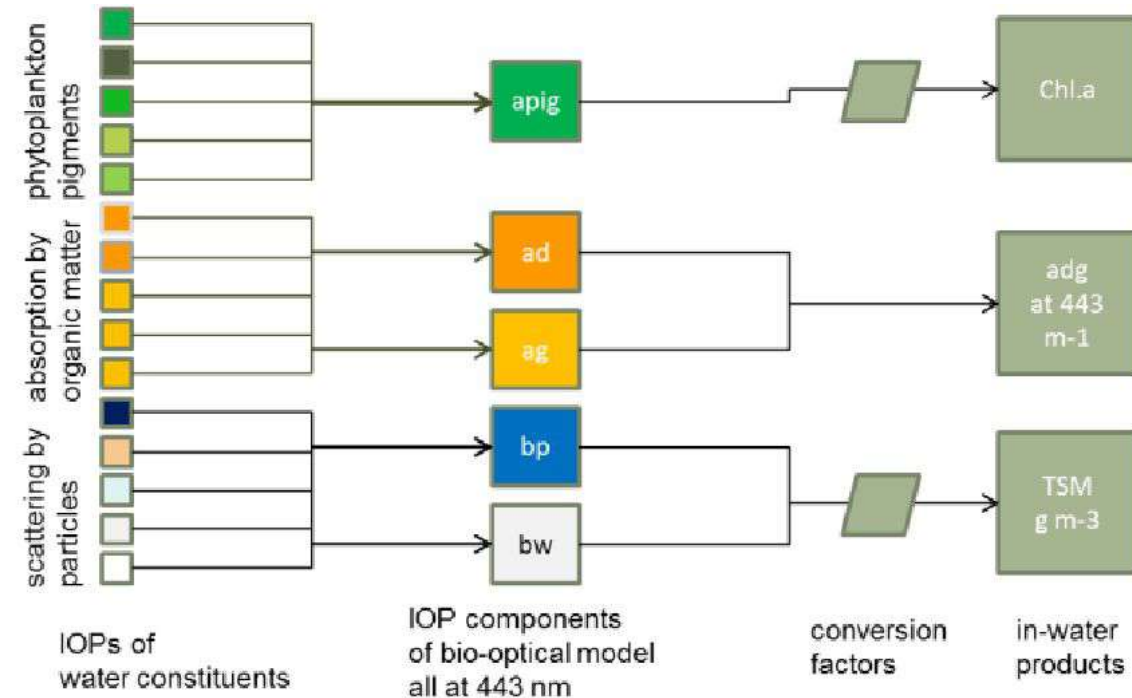 phytoplankton
pigments
absorption by
organic matter
scattering by
particles
apig
ad
ag
bp
bw
Chl.a
adg
at 443
m-1
TSM
g m-3
IOPs of
water constituents
IOP components
of bio-optical model
all at 443 nm
conversion
factors
in-water
products